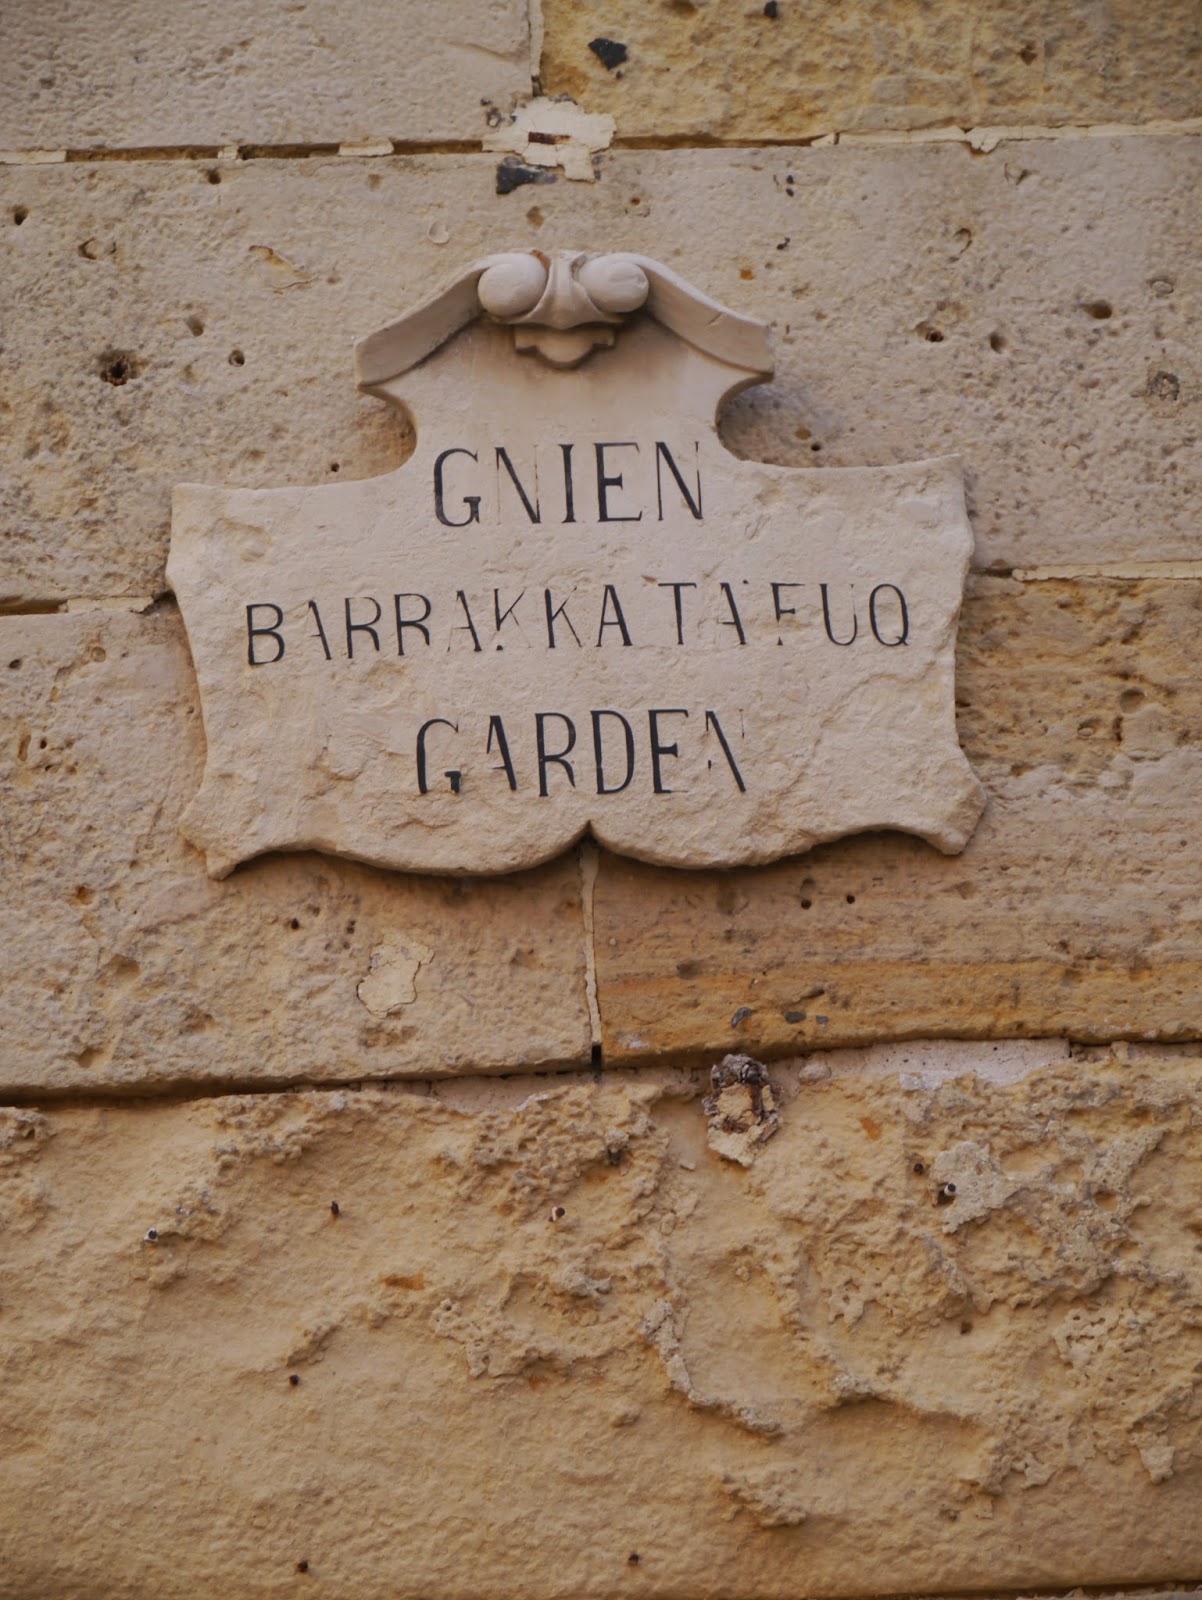 GNIEN
BARRAKKA TA' FUQ
GARDEN